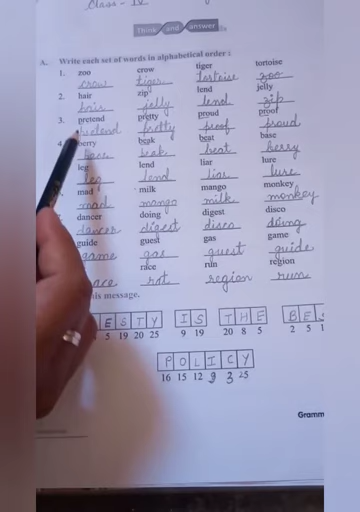 Class - IV
Think and answer
A. Write each set of words in alphabetical order :
1. zoo crow tiger tortoise
crow tiger tortoise zoo
2. hair zip lend jelly
hair jelly lend zip
3. pretend pretty proud proof
pretend pretty proof proud
4. berry beak beat base
base beak beat berry
leg lend liar lure
leg lend liar lure
mad milk mango monkey
mad mango milk monkey
dancer doing digest disco
dancer digest disco doing
guide guest gas game
game gas guest guide
race run region
rat region run
this message.
E S T Y I S T H E B E
5 19 20 25 9 19 20 8 5 2 5 1
P O L I C Y
16 15 12 9 3 25
Gramm